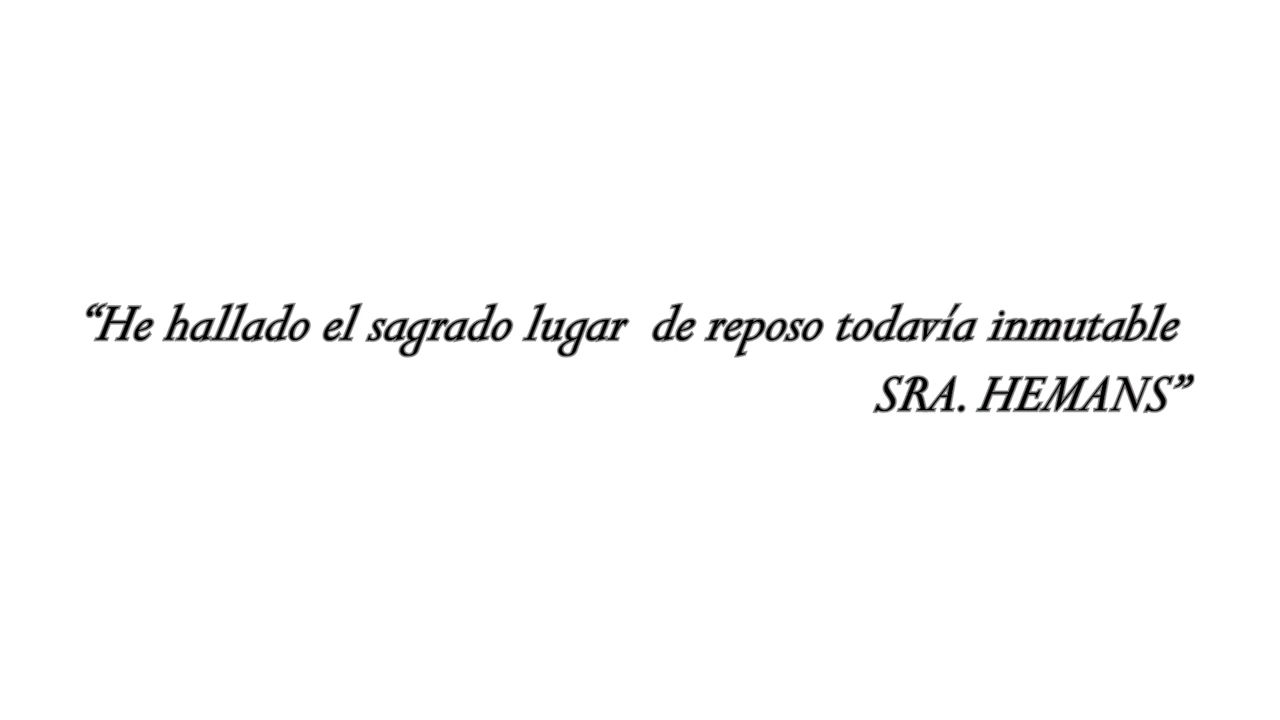 “He hallado el sagrado lugar  de reposo todavía inmutable
SRA. HEMANS”